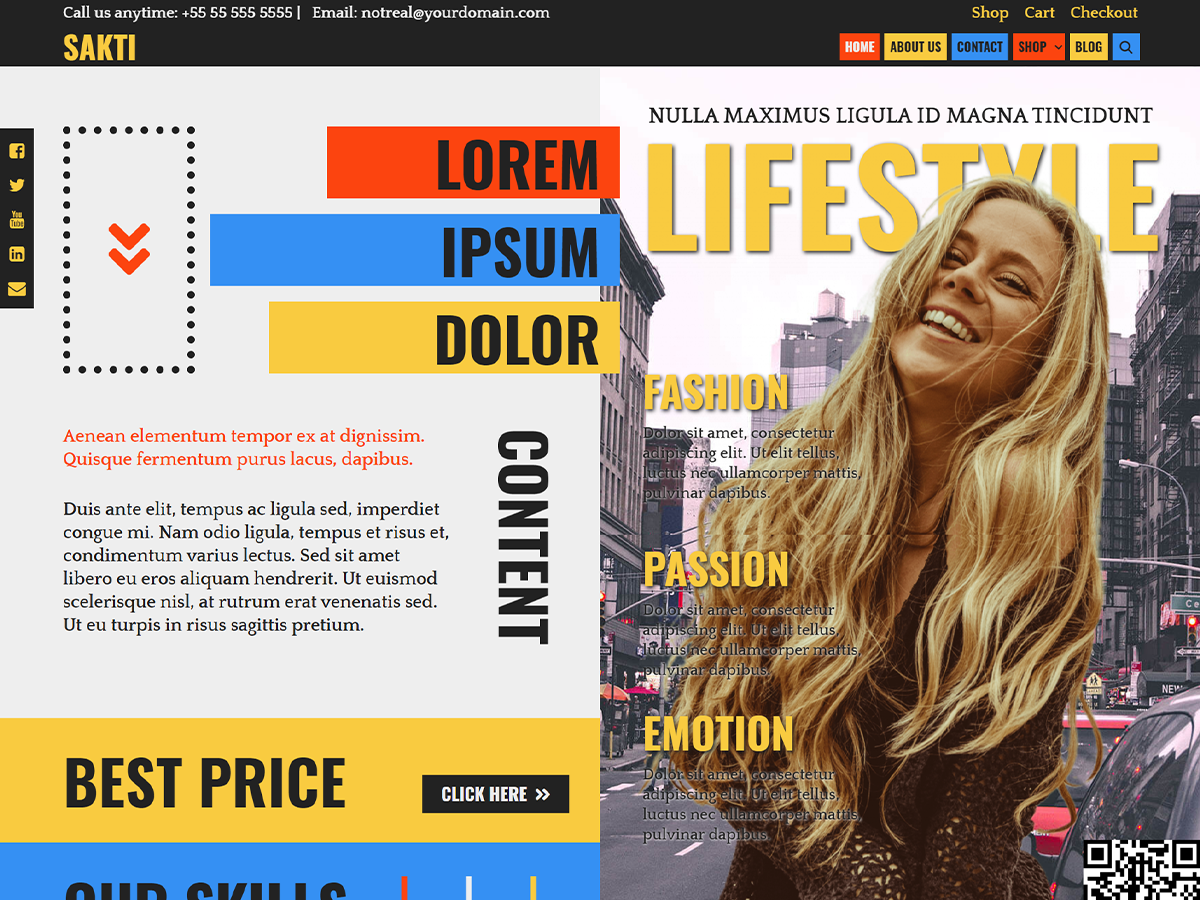 Call us anytime: +55 55 555 5555 | Email: notreal@yourdomain.com
Shop Cart Checkout
SAKTI
HOME ABOUT US CONTACT SHOP BLOG
NULLA MAXIMUS LIGULA ID MAGNA TINCIDUNT
LIFESTYLE
LOREM
IPSUM
DOLOR
You
Tube
Aenean elementum tempor ex at dignissim.
Quisque fermentum purus lacus, dapibus.
Duis ante elit, tempus ac ligula sed, imperdiet
congue mi. Nam odio ligula, tempus et risus et,
condimentum varius lectus. Sed sit amet
libero eu eros aliquam hendrerit. Ut euismod
scelerisque nisl, at rutrum erat venenatis sed.
Ut eu turpis in risus sagittis pretium.
CONTENT
FASHION
Dolor sit amet, consectetur
adipiscing elit. Ut elit tellus,
luctus nec ullamcorper mattis,
pulvinar dapibus.
PASSION
Dolor sit amet, consectetur
adipiscing elit. Ut elit tellus,
luctus nec ullamcorper mattis,
pulvinar dapibus.
EMOTION
Dolor sit amet, consectetur
adipiscing elit. Ut elit tellus,
luctus nec ullamcorper mattis,
pulvinar dapibus.
NEW
BEST PRICE
CLICK HERE
OUR SKILLS